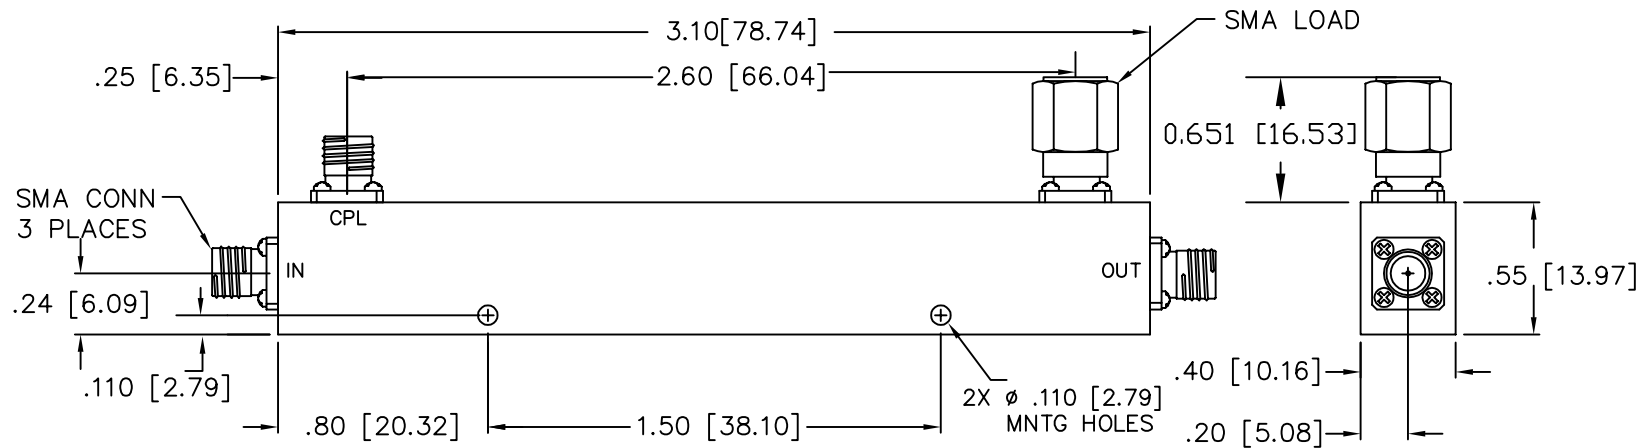 3.10[78.74]
SMA LOAD
.25 [6.35]
2.60 [66.04]
0.651 [16.53]
SMA CONN
3 PLACES
CPL
IN
OUT
.24 [6.09]
.55 [13.97]
.110 [2.79]
.40 [10.16]
2X ø .110 [2.79]
MNTG HOLES
.80 [20.32]
1.50 [38.10]
.20 [5.08]